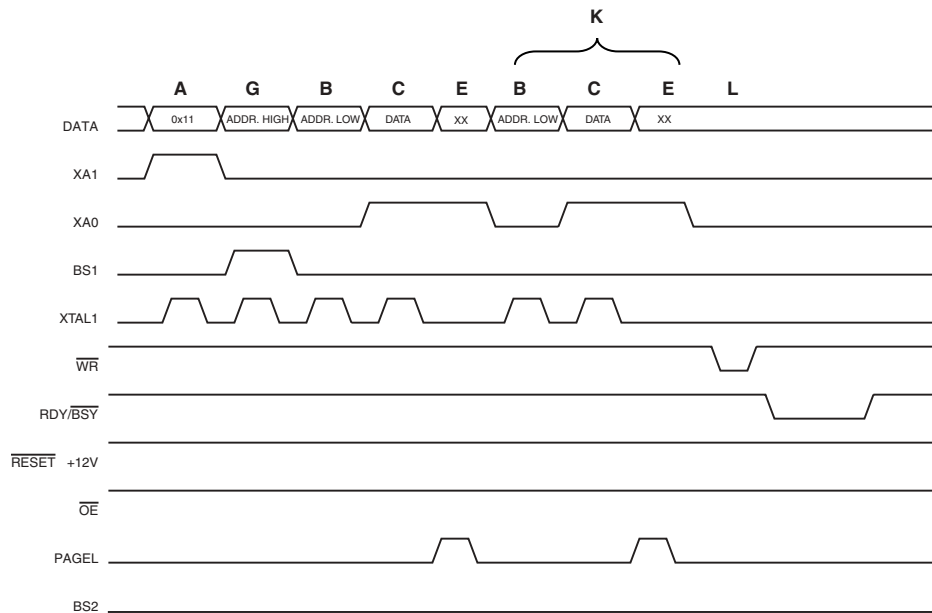 K
A G B C E B C E L
DATA 0x11 ADDR. HIGH ADDR. LOW DATA XX ADDR. LOW DATA XX
XA1
XA0
BS1
XTAL1
WR
RDY/BSY
RESET +12V
OE
PAGEL
BS2